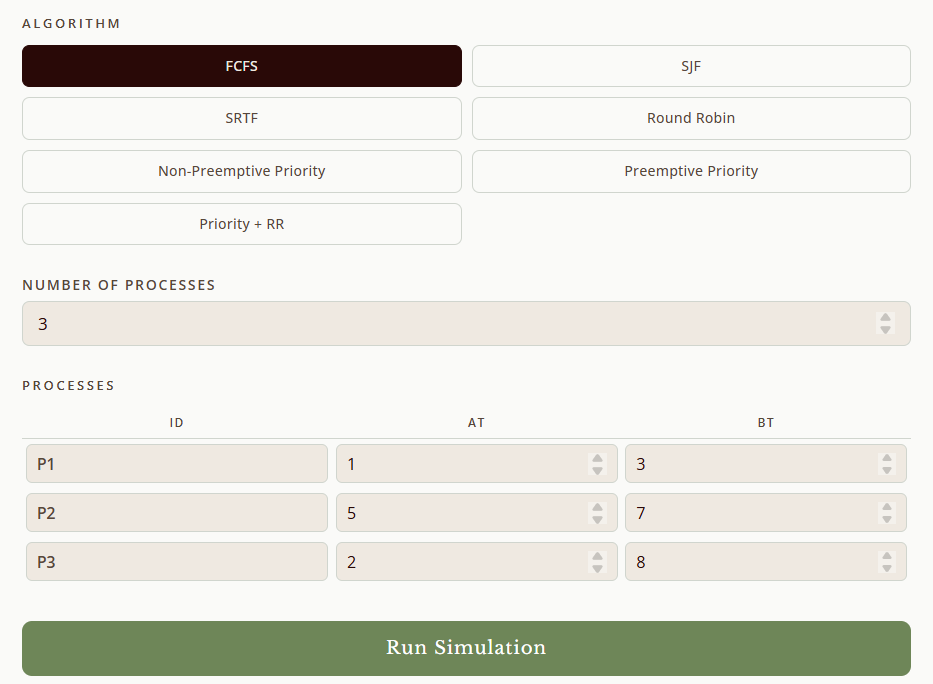 ALGORITHM
FCFS SJF
SRTF Round Robin
Non-Preemptive Priority Preemptive Priority
Priority + RR
NUMBER OF PROCESSES
3
PROCESSES
ID AT BT
P1 1 3
P2 5 7
P3 2 8
Run Simulation